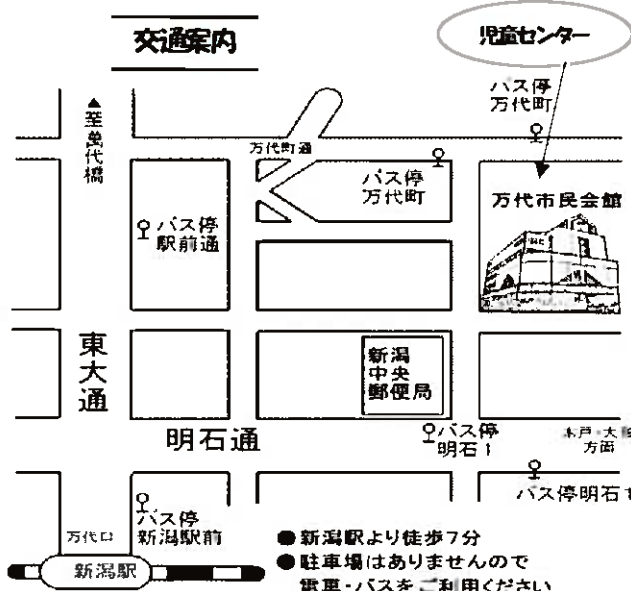 交通案内
児童センター
バス停
万代町
▲至萬代橋
万代町通
バス停
万代町
万代市民会館
バス停
駅前通
東大通
新潟
中央
郵便局
明石通
バス停
明石1
方面
バス停明石1
バス停
新潟駅前
万代口
新潟駅
●新潟駅より徒歩7分
●駐車場はありませんので
電車・バスをご利用ください